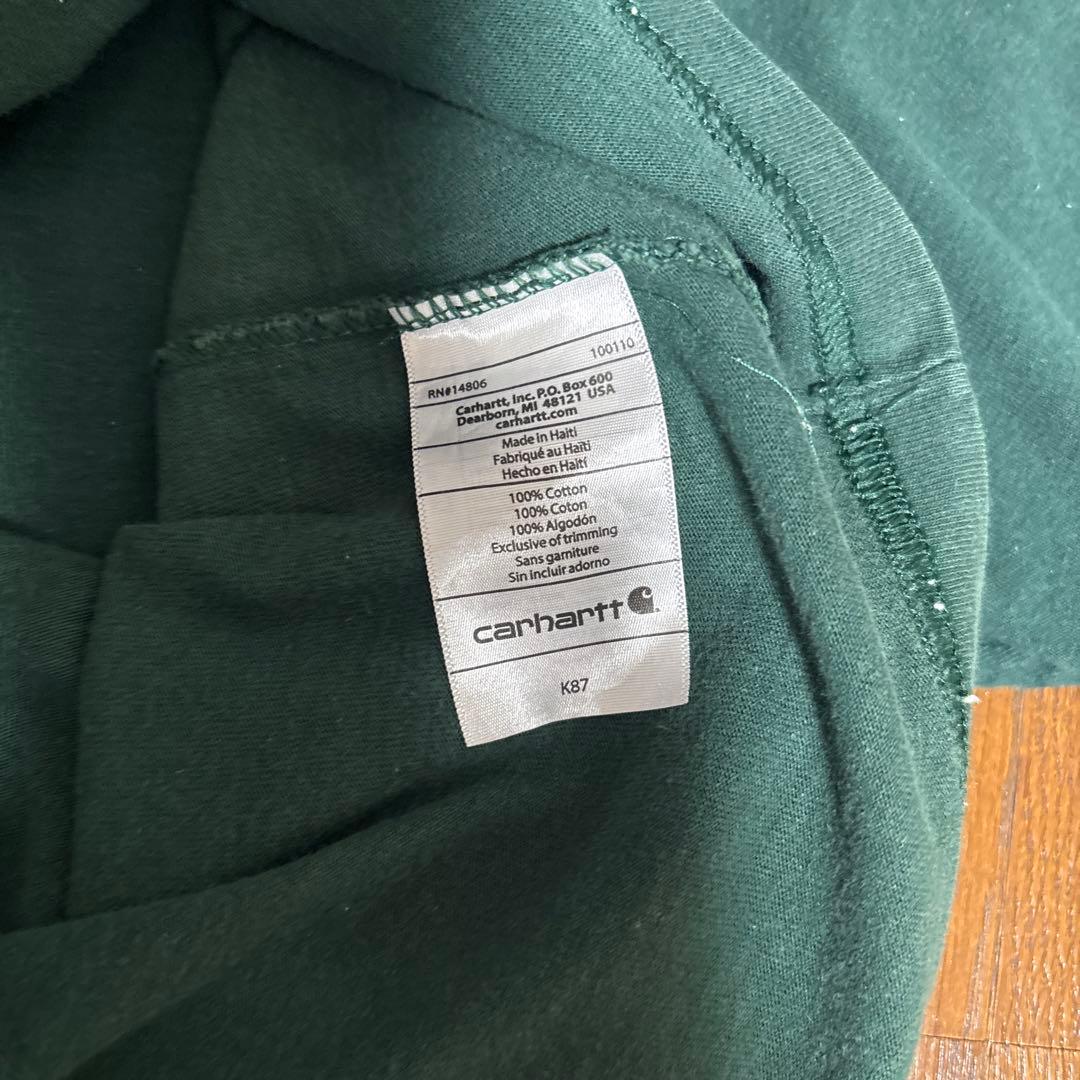 RN#14806 100110
Carhartt, Inc. P.O. Box 600
Dearborn, MI 48121 USA
carhartt.com
Made in Haiti
Fabriqué au Haïti
Hecho en Haití
100% Cotton
100% Coton
100% Algodón
Exclusive of trimming
Sans garniture
Sin incluir adorno
carhartt
K87